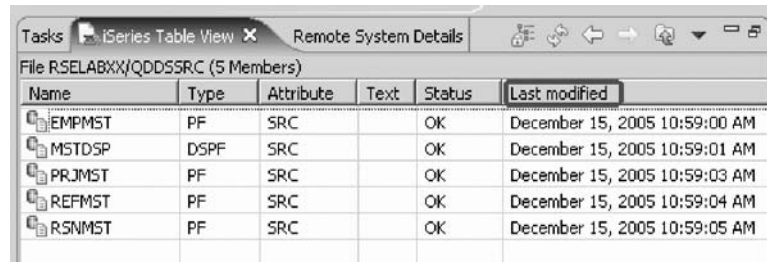 Tasks iSeries Table View Remote System Details
File RSELABXX/QDDSSRC (5 Members)
Name Type Attribute Text Status Last modified
EMPMST PF SRC OK December 15, 2005 10:59:00 AM
MSTDSP DSPF SRC OK December 15, 2005 10:59:01 AM
PRJMST PF SRC OK December 15, 2005 10:59:03 AM
REFMST PF SRC OK December 15, 2005 10:59:04 AM
RSNMST PF SRC OK December 15, 2005 10:59:05 AM